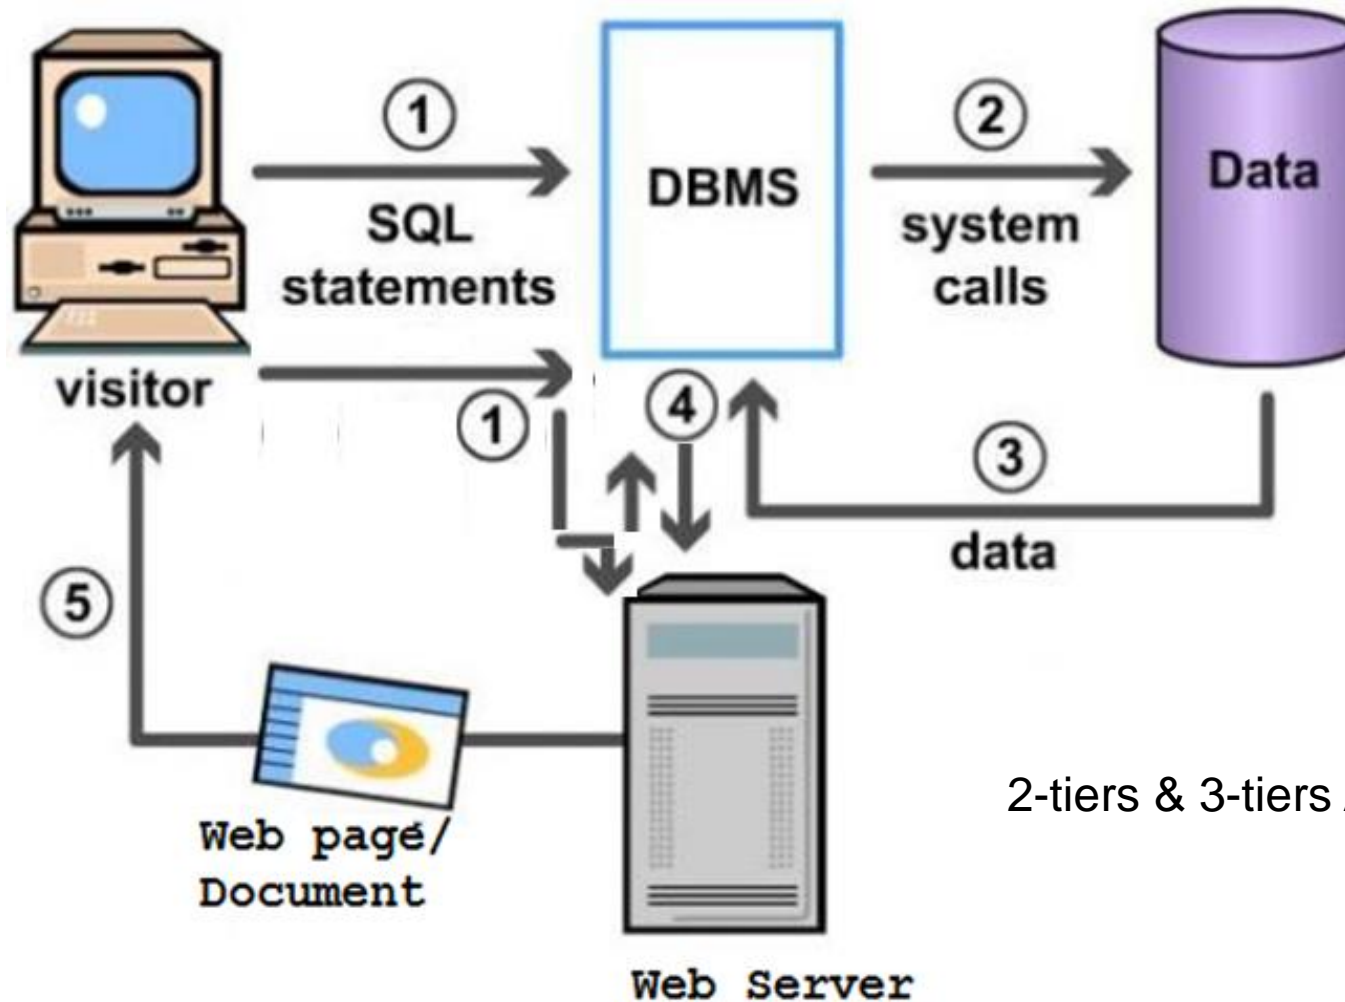 1
SQL
statements
DBMS
2
system
calls
Data
visitor
1
4
3
data
5
2-tiers & 3-tiers
Web page/
Document
Web Server